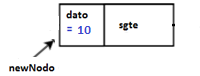 dato
= 10
sgte
newNodo